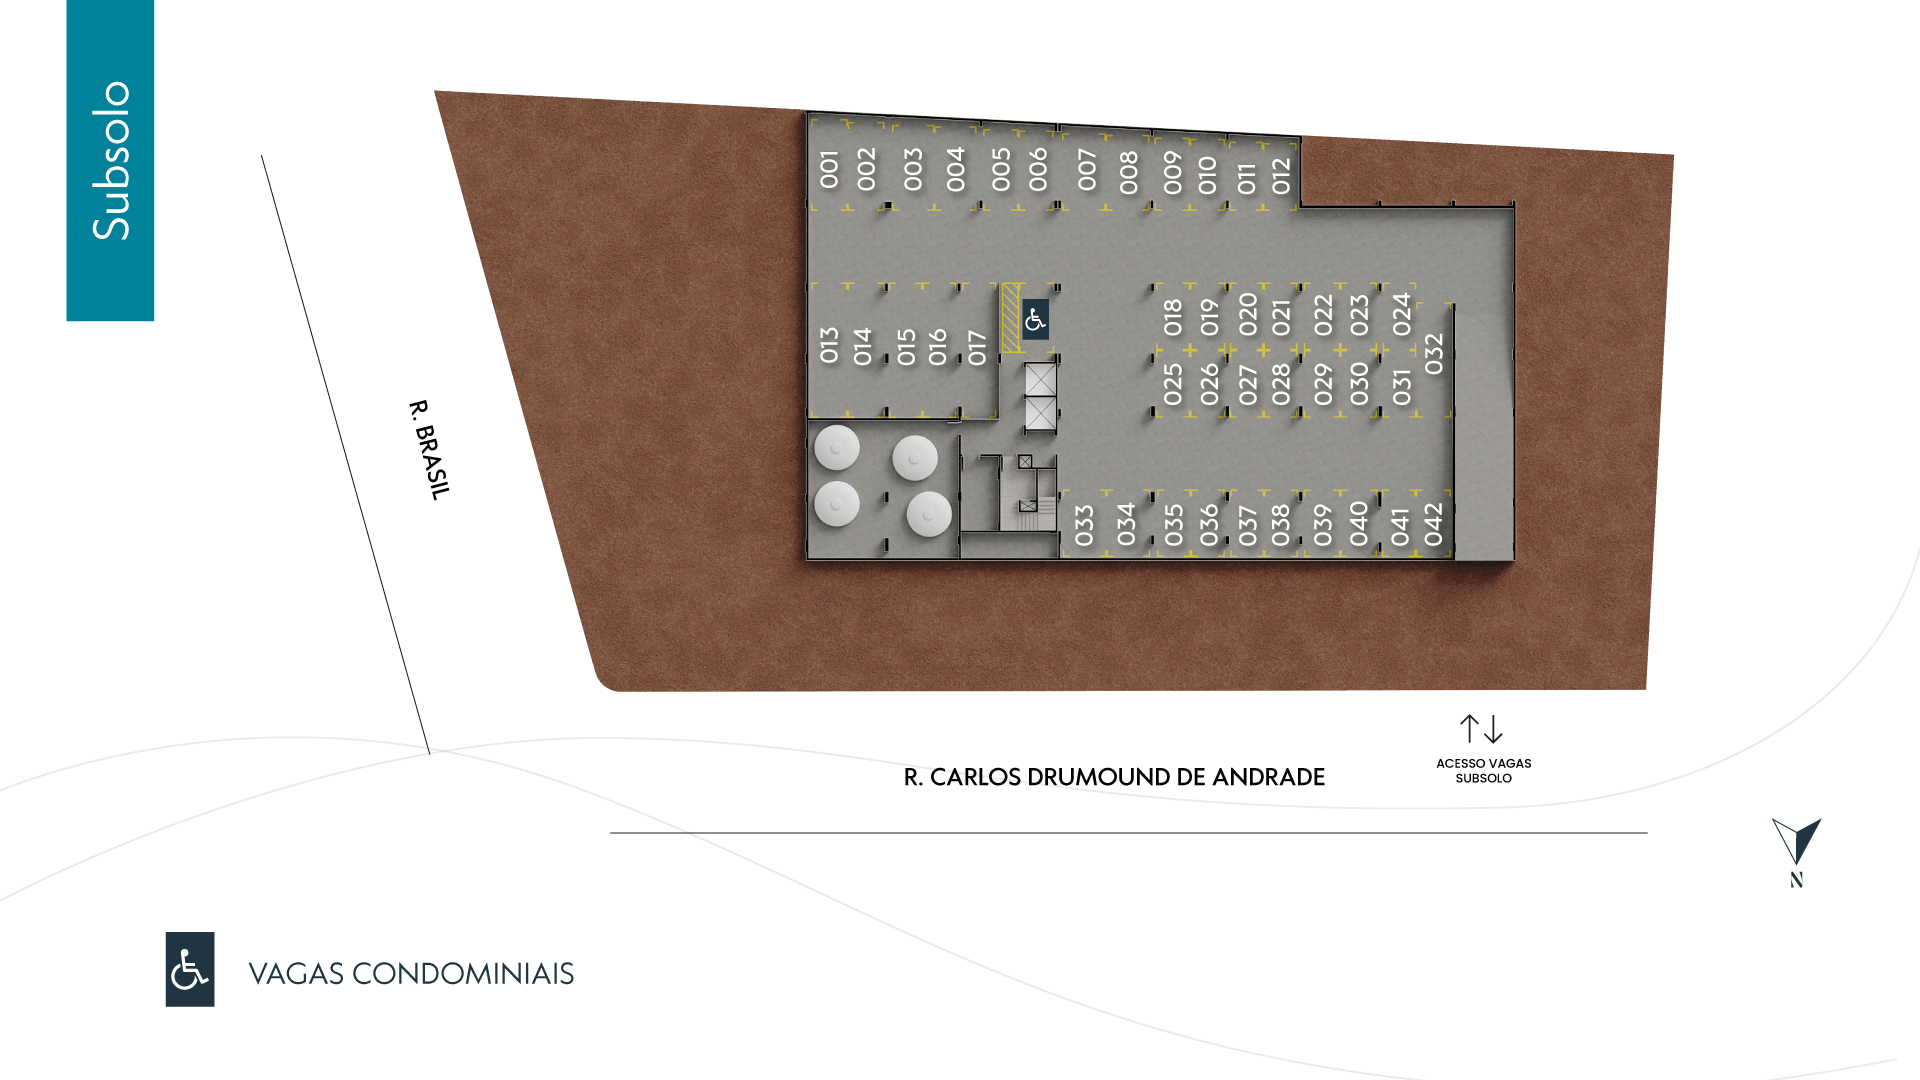 Subsolo
001 002 003 004 005 006 007 008 009 010 011 012
013 014 015 016 017
018 019 020 021 022 023 024
025 026 027 028 029 030 031 032
033 034 035 036 037 038 039 040 041 042
R. BRASIL
R. CARLOS DRUMOUND DE ANDRADE
ACESSO VAGAS
SUBSOLO
N
VAGAS CONDOMINIAIS